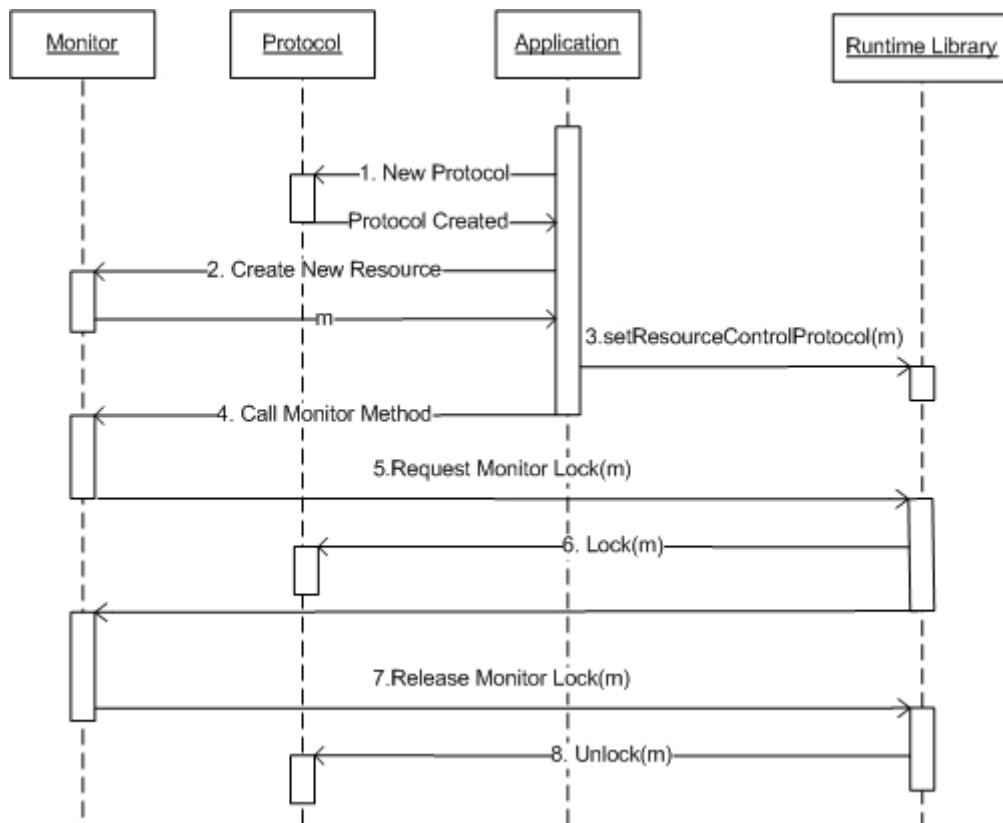 Monitor
Protocol
Application
Runtime Library
1. New Protocol
Protocol Created
2. Create New Resource
m
3.setResourceControlProtocol(m)
4. Call Monitor Method
5.Request Monitor Lock(m)
6. Lock(m)
7.Release Monitor Lock(m)
8. Unlock(m)